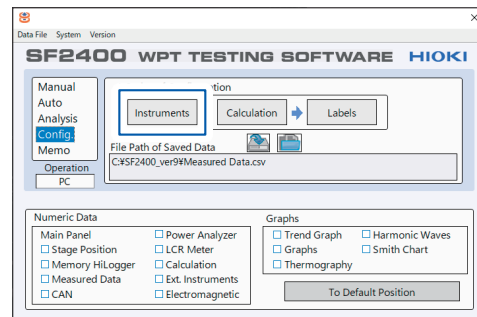 Data File System Version
SF2400 WPT TESTING SOFTWARE HIOKI
Manual
Auto
Analysis
Config.
Memo
Operation
PC
Instruments
Calculation
Labels
File Path of Saved Data
C:¥SF2400_ver9¥Measured Data.csv
Numeric Data
Main Panel
Stage Position
Memory HiLogger
Measured Data
CAN
Power Analyzer
LCR Meter
Calculation
Ext. Instruments
Electromagnetic
Graphs
Trend Graph
Graphs
Thermography
Harmonic Waves
Smith Chart
To Default Position